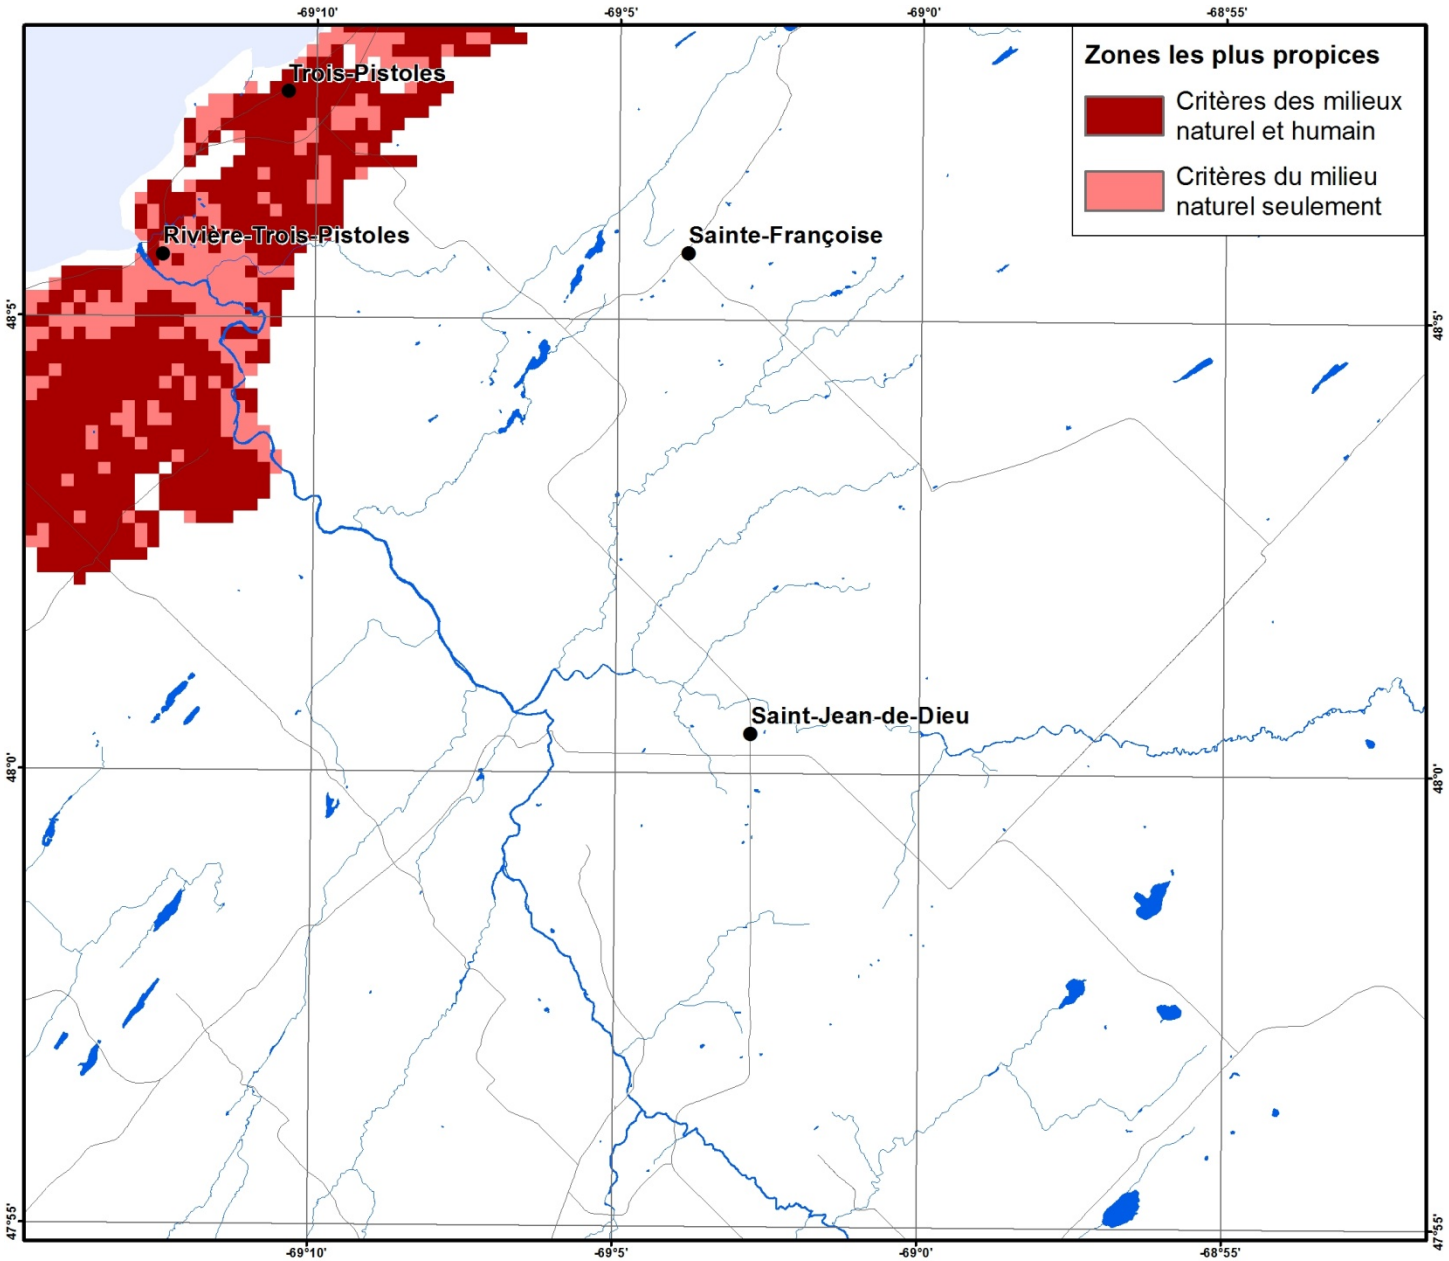 -69°10'
-69°5'
-69°0'
-68°55'
Zones les plus propices
Critères des milieux
naturel et humain
Critères du milieu
naturel seulement
Trois-Pistoles
Rivière-Trois-Pistoles
Sainte-Françoise
48°5'
48°5'
Saint-Jean-de-Dieu
48°0'
48°0'
47°55'
47°55'
-69°10'
-69°5'
-69°0'
-68°55'